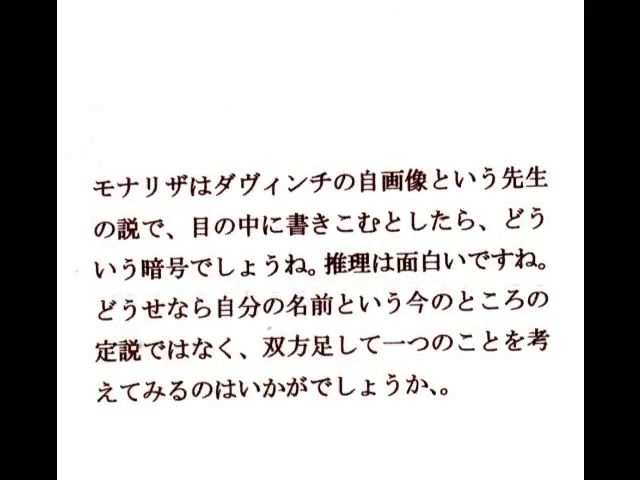 モナリザはダヴィンチの自画像という先生
の説で、目の中に書きこむとしたら、どう
いう暗号でしょうね。推理は面白いですね。
どうせなら自分の名前という今のところの
定説ではなく、双方足して一つのことを考
えてみるのはいかがでしょうか、。